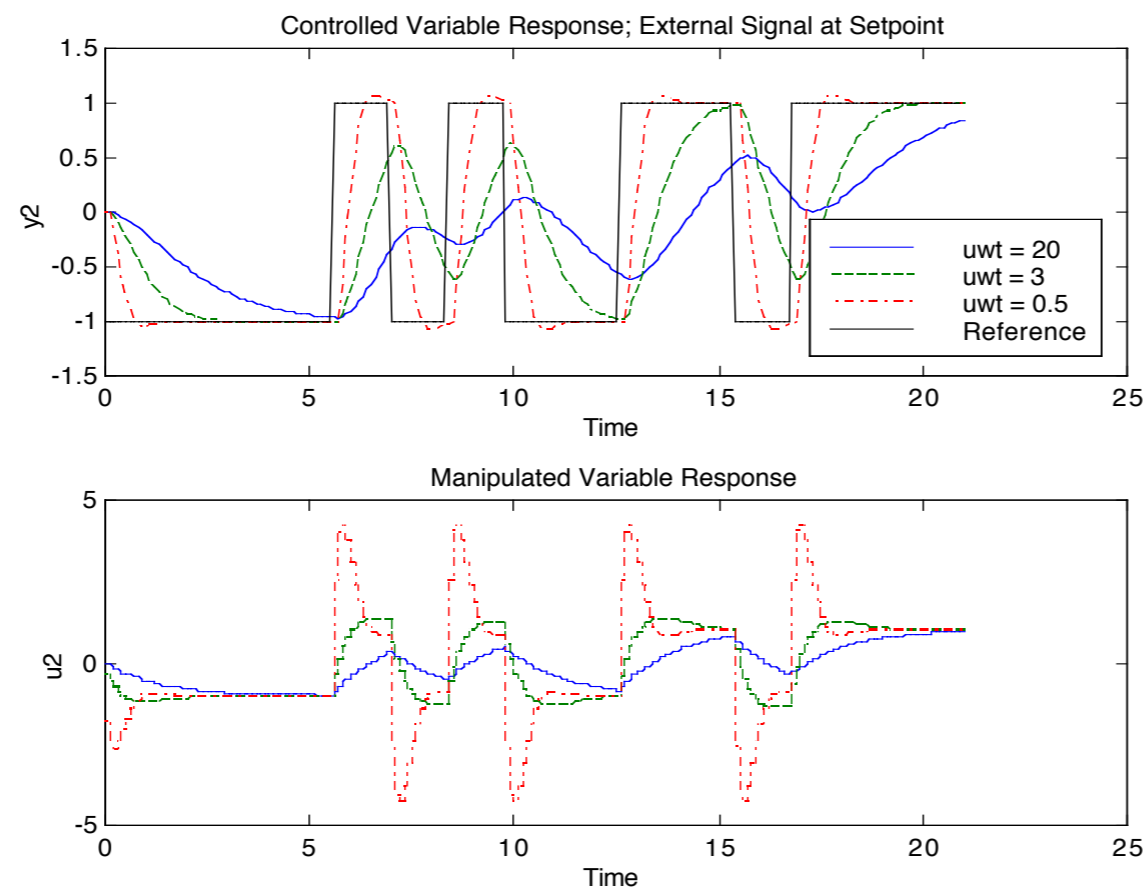 Controlled Variable Response; External Signal at Setpoint
1.5
1
0.5
0
-0.5
-1
-1.5
y2
uwt = 20
uwt = 3
uwt = 0.5
Reference
0 5 10 15 20 25
Time
Manipulated Variable Response
5
0
-5
u2
0 5 10 15 20 25
Time